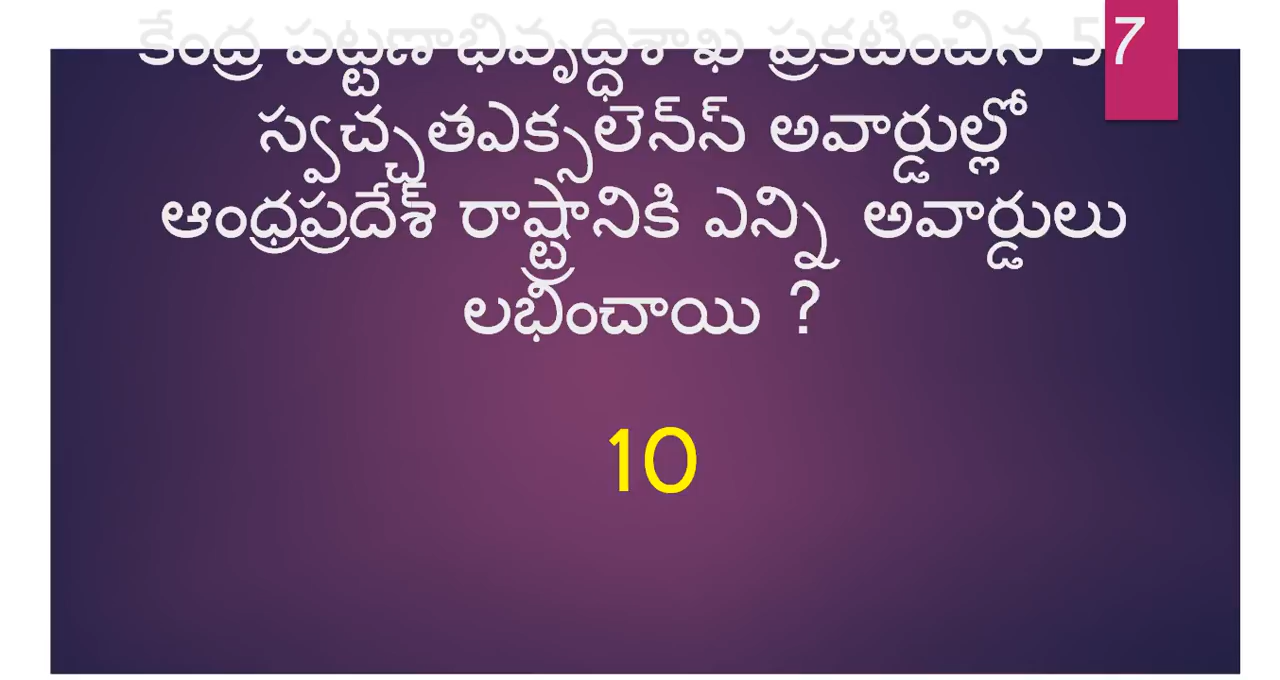 కేంద్ర పట్టణాభివృద్ధిశాఖ ప్రకటించిన 57
స్వచ్ఛతఎక్సలెన్స్ అవార్డుల్లో
ఆంధ్రప్రదేశ్ రాష్ట్రానికి ఎన్ని అవార్డులు
లభించాయి ?
10